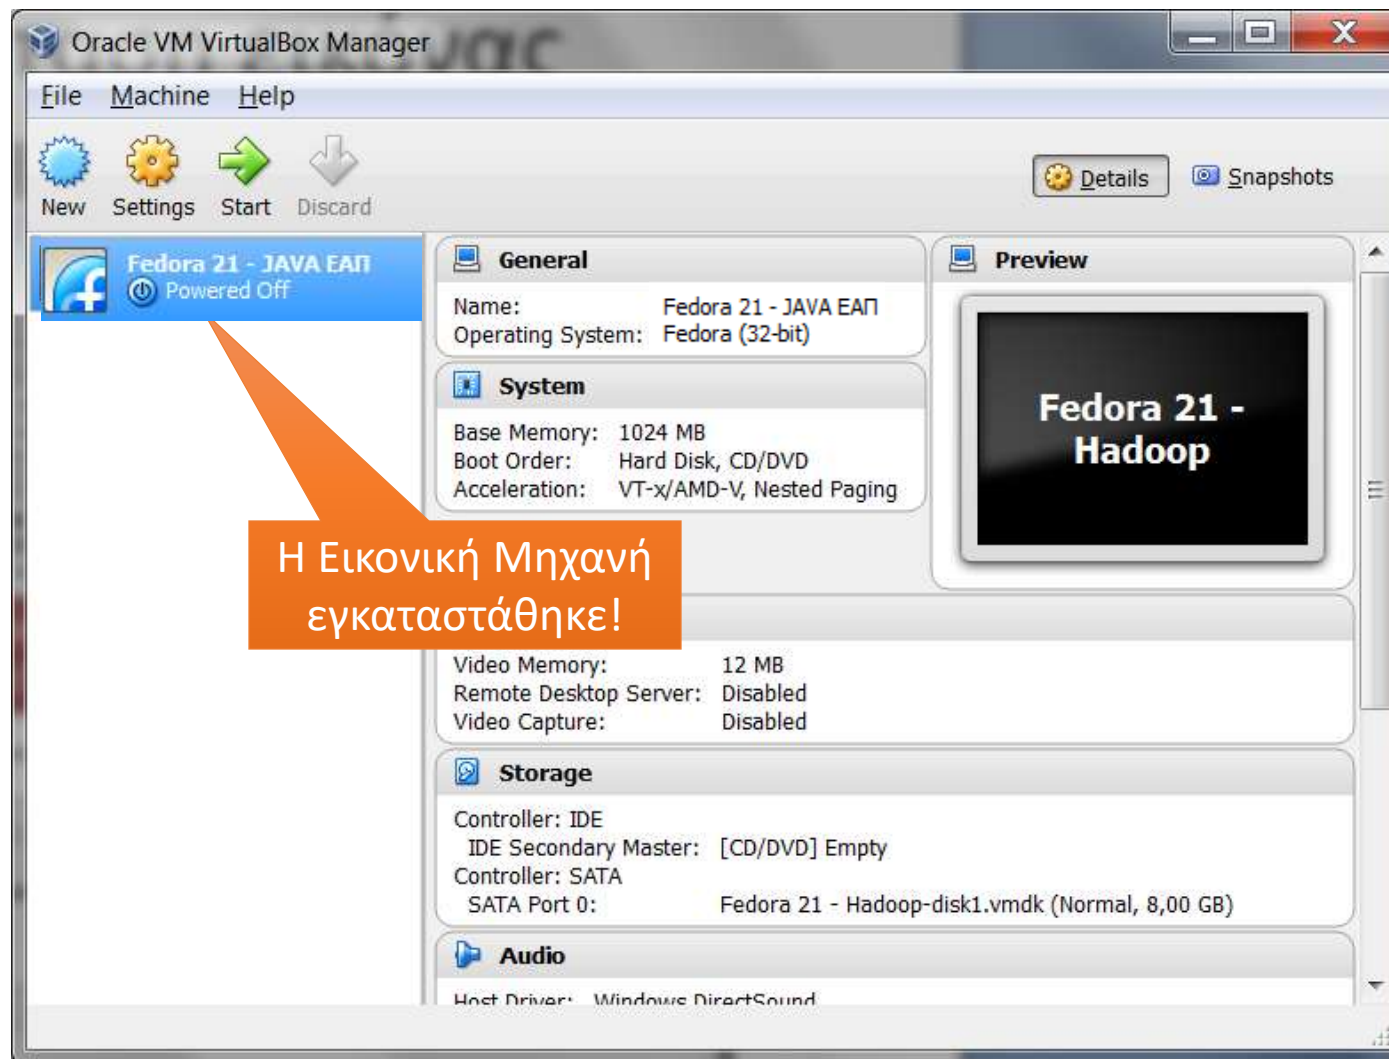 Oracle VM VirtualBox Manager
File Machine Help
New Settings Start Discard
Details Snapshots
Fedora 21 - JAVA ΕΑΠ
Powered Off
General
Name: Fedora 21 - JAVA ΕΑΠ
Operating System: Fedora (32-bit)
System
Base Memory: 1024 MB
Boot Order: Hard Disk, CD/DVD
Acceleration: VT-x/AMD-V, Nested Paging
Preview
Fedora 21 -
Hadoop
Η Εικονική Μηχανή
εγκαταστάθηκε!
Video Memory: 12 MB
Remote Desktop Server: Disabled
Video Capture: Disabled
Storage
Controller: IDE
IDE Secondary Master: [CD/DVD] Empty
Controller: SATA
SATA Port 0: Fedora 21 - Hadoop-disk1.vmdk (Normal, 8,00 GB)
Audio
Host Driver: Windows DirectSound